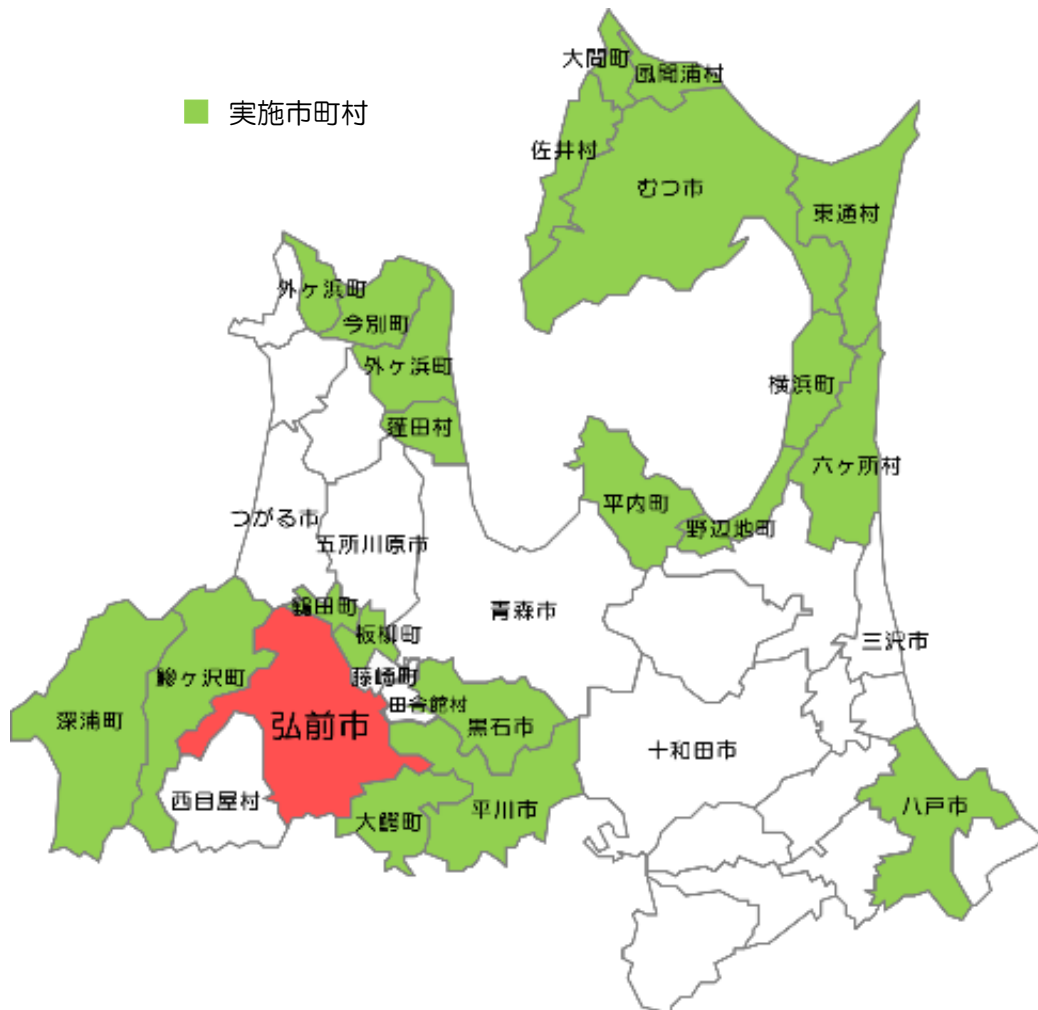 大間町
風間浦村
実施市町村
佐井村
むつ市
東通村
外ヶ浜町
今別町
外ヶ浜町
横浜町
蓬田村
六ヶ所村
平内町
つがる市
野辺地町
五所川原市
鶴田町
青森市
板柳町
三沢市
藤崎町
鰺ヶ沢町
田舎館村
深浦町
弘前市
黒石市
十和田市
西目屋村
大鰐町
平川市
八戸市